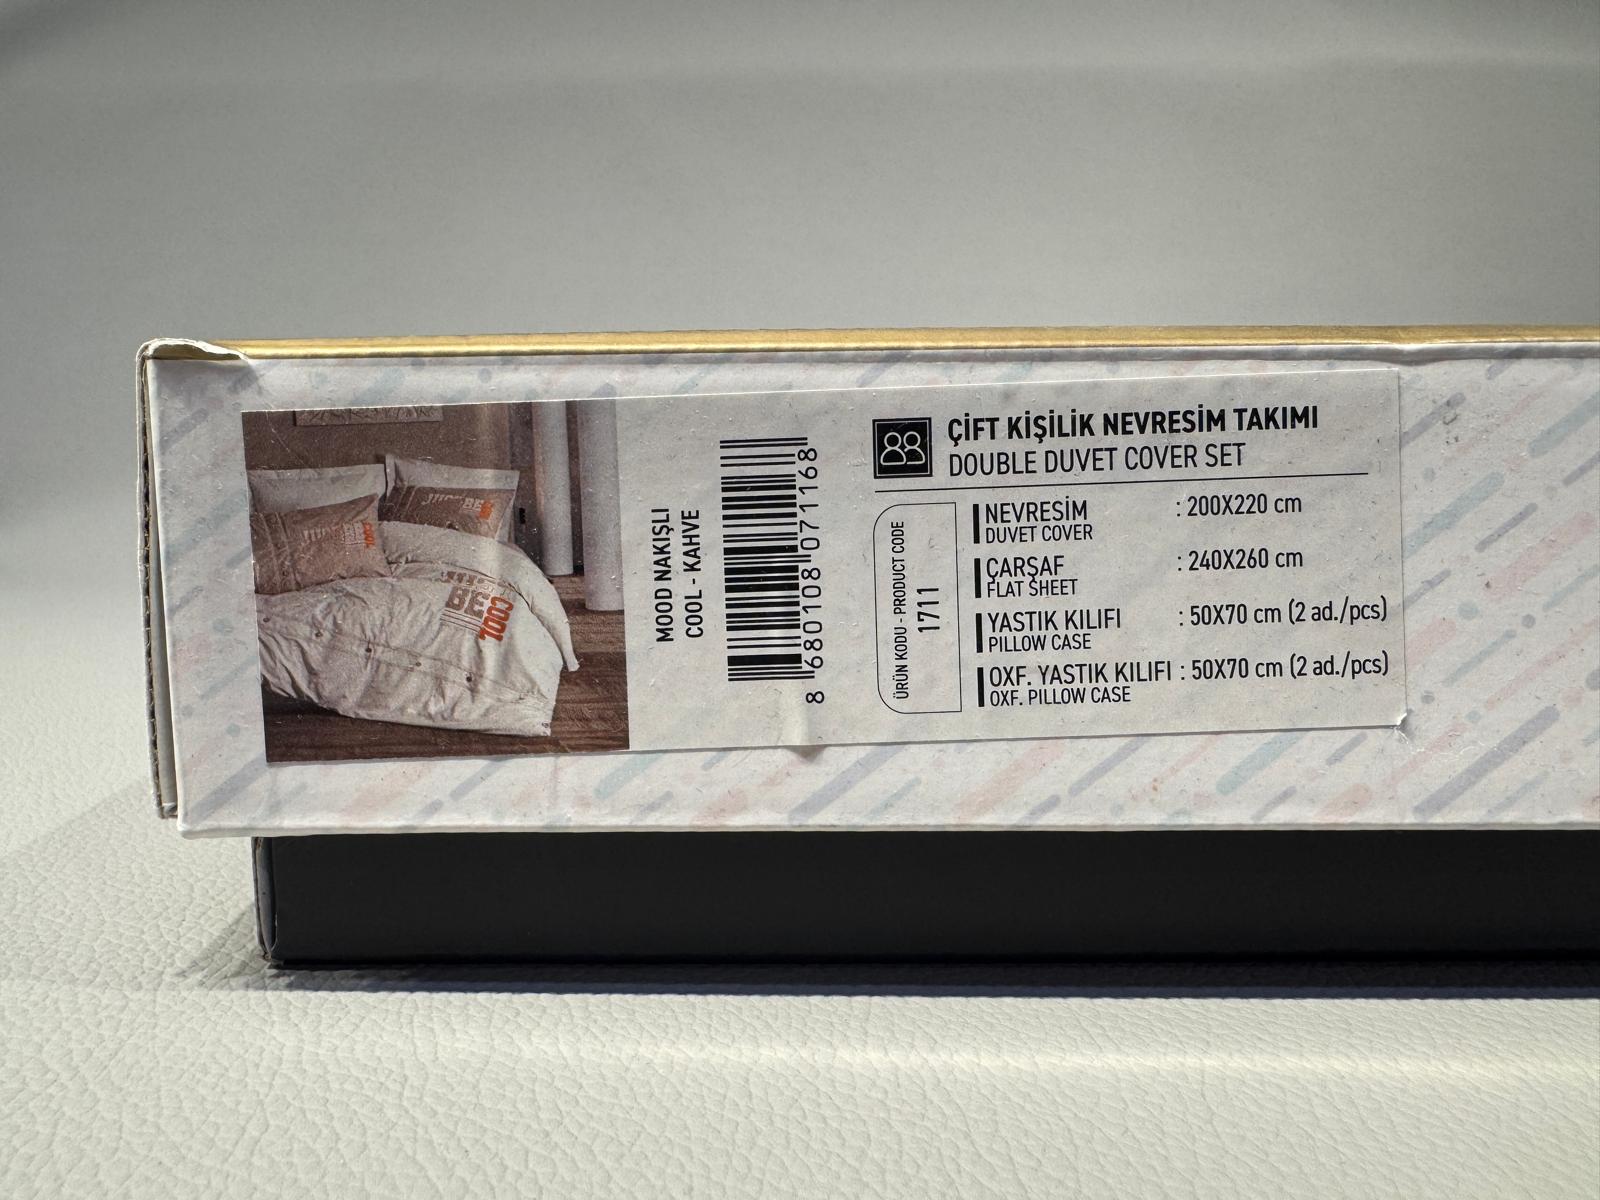 MOOD NAKIŞLI
COOL - KAHVE
8 680108 071168
ÇİFT KİŞİLİK NEVRESİM TAKIMI
DOUBLE DUVET COVER SET
ÜRÜN KODU - PRODUCT CODE
1711
NEVRESİM : 200X220 cm
DUVET COVER
ÇARŞAF : 240X260 cm
FLAT SHEET
YASTIK KILIFI : 50X70 cm (2 ad./pcs)
PILLOW CASE
OXF. YASTIK KILIFI : 50X70 cm (2 ad./pcs)
OXF. PILLOW CASE
BE
COOL